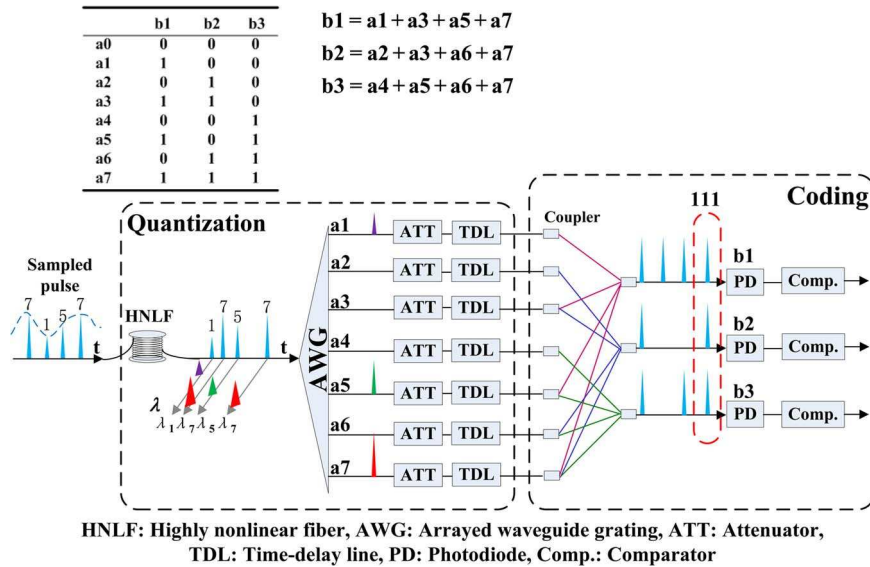 b1 b2 b3
a0 0 0 0
a1 1 0 0
a2 0 1 0
a3 1 1 0
a4 0 0 1
a5 1 0 1
a6 0 1 1
a7 1 1 1
b1 = a1 + a3 + a5 + a7
b2 = a2 + a3 + a6 + a7
b3 = a4 + a5 + a6 + a7
Quantization
Coding
Sampled
pulse
7 1 5 7
t
HNLF
1 7 5 7
t
λ
λ1 λ7 λ5 λ7
AWG
a1 ATT TDL
a2 ATT TDL
a3 ATT TDL
a4 ATT TDL
a5 ATT TDL
a6 ATT TDL
a7 ATT TDL
Coupler
111
b1
PD Comp.
b2
PD Comp.
b3
PD Comp.
HNLF: Highly nonlinear fiber, AWG: Arrayed waveguide grating, ATT: Attenuator,
TDL: Time-delay line, PD: Photodiode, Comp.: Comparator